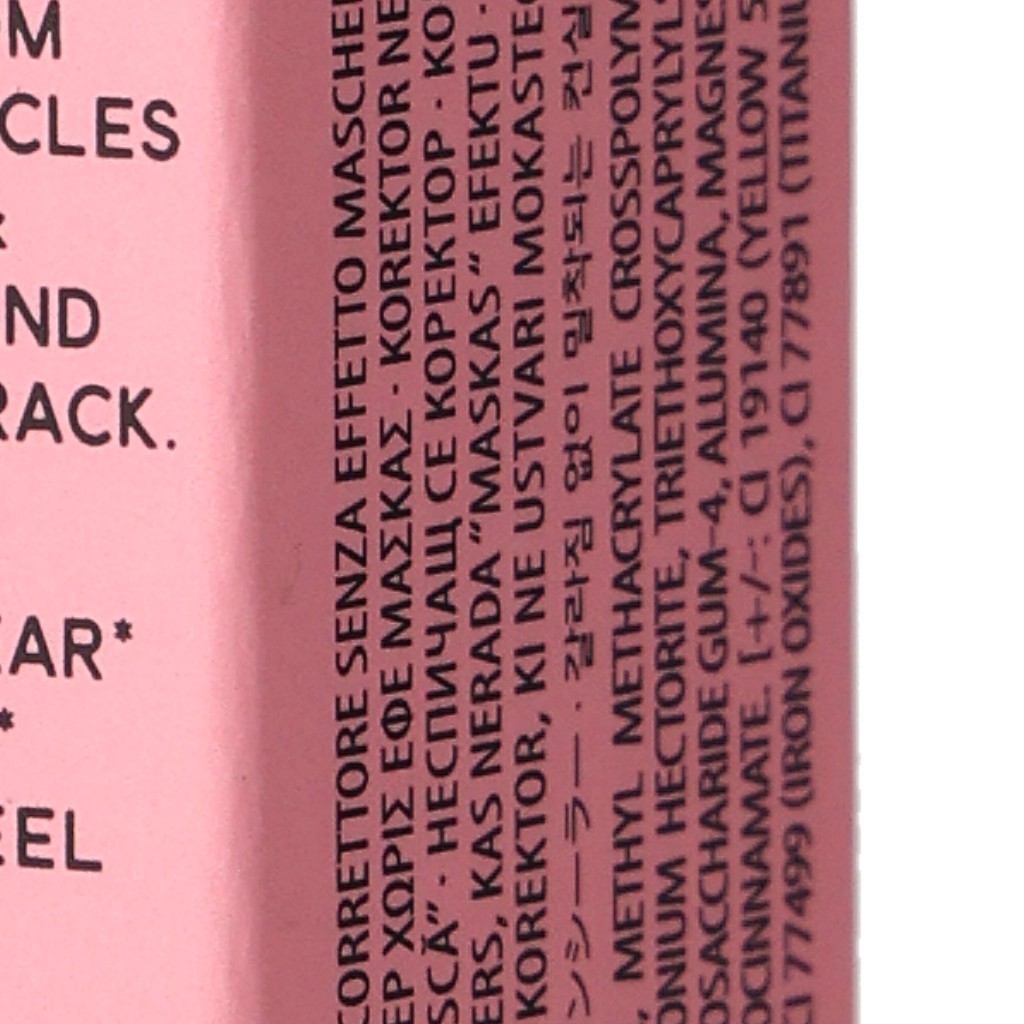 OM
CLES
&
ND
RACK.
EAR*
*
EEL
CORRETTORE SENZA EFFETTO MASCHE
ΕΡ ΧΩΡΙΣ ΕΦΕ ΜΑΣΚΑΣ · KOREKTOR NE
SCĂ” · НЕСПИЧАЩ СЕ КОРЕКТОР · KO
ERS, KAS NERADA “MASKAS“ EFEKTU ·
KOREKTOR, KI NE USTVARI MOKASTE
ンシーラー · 갈라짐 없이 밀착되는 컨실
, METHYL METHACRYLATE CROSSPOLYM
ONIUM HECTORITE, TRIETHOXYCAPRYLYLS
OSACCHARIDE GUM-4, ALUMINA, MAGNES
OCINNAMATE. [+/-: CI 19140 (YELLOW 5
CI 77499 (IRON OXIDES), CI 77891 (TITANIU